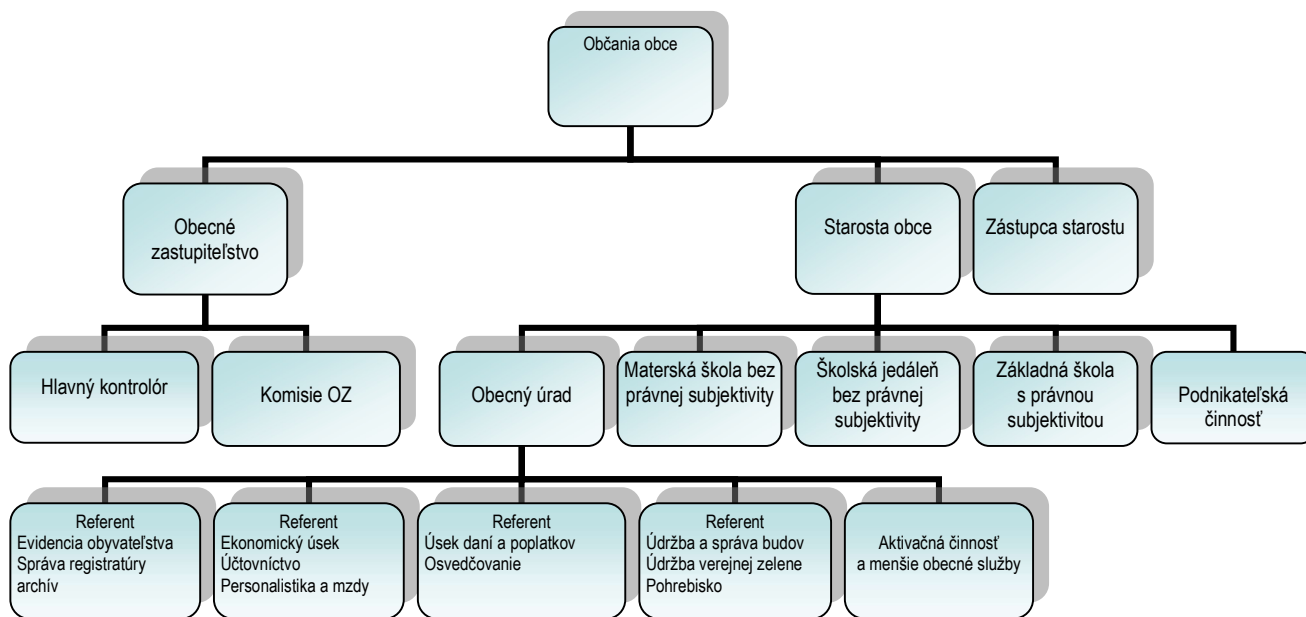 Občania obce
Obecné
zastupiteľstvo
Starosta obce
Zástupca starostu
Hlavný kontrolór
Komisie OZ
Obecný úrad
Materská škola bez
právnej subjektivity
Školská jedáleň
bez právnej
subjektivity
Základná škola
s právnou
subjektivitou
Podnikateľská
činnosť
Referent
Evidencia obyvateľstva
Správa registratúry
archív
Referent
Ekonomický úsek
Účtovníctvo
Personalistika a mzdy
Referent
Úsek daní a poplatkov
Osvedčovanie
Referent
Údržba a správa budov
Údržba verejnej zelene
Pohrebisko
Aktivačná činnosť
a menšie obecné služby